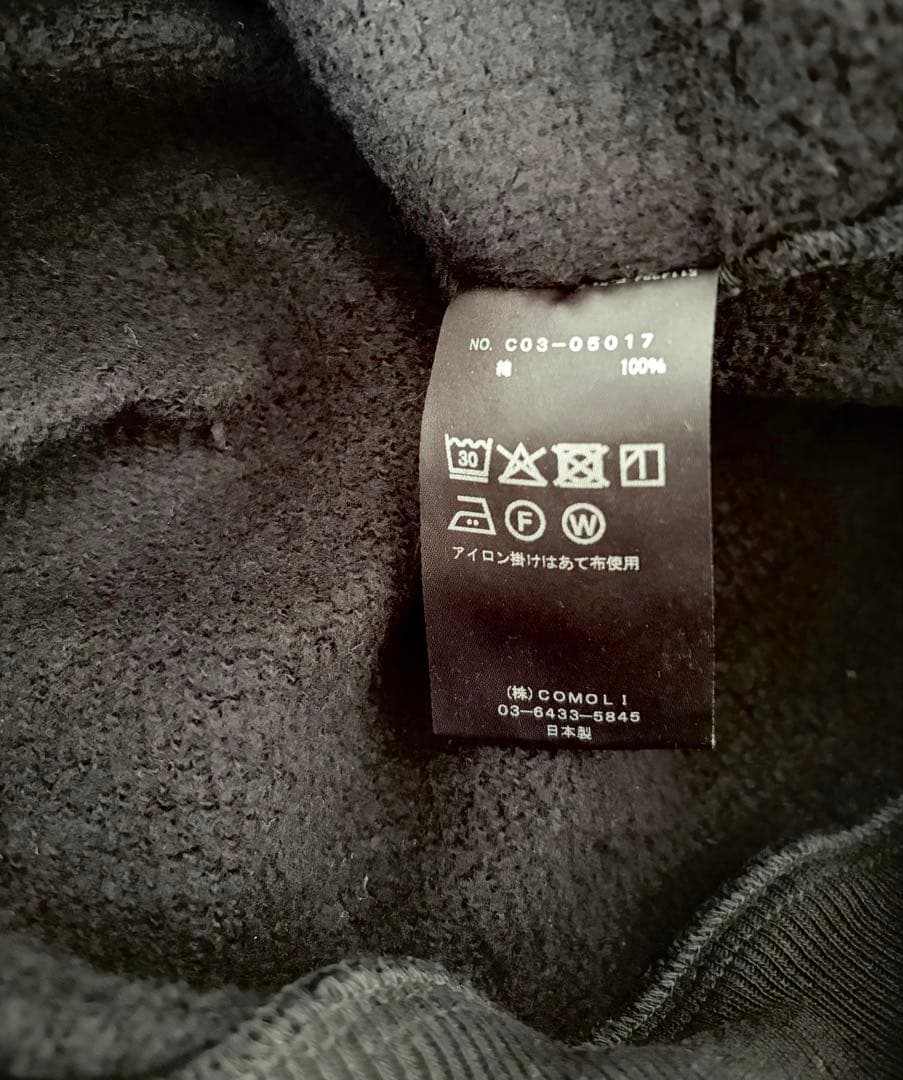 NO. C03-05017
綿 100%
30
F W
アイロン掛けはあて布使用
(株)COMOLI
03-6433-5845
日本製